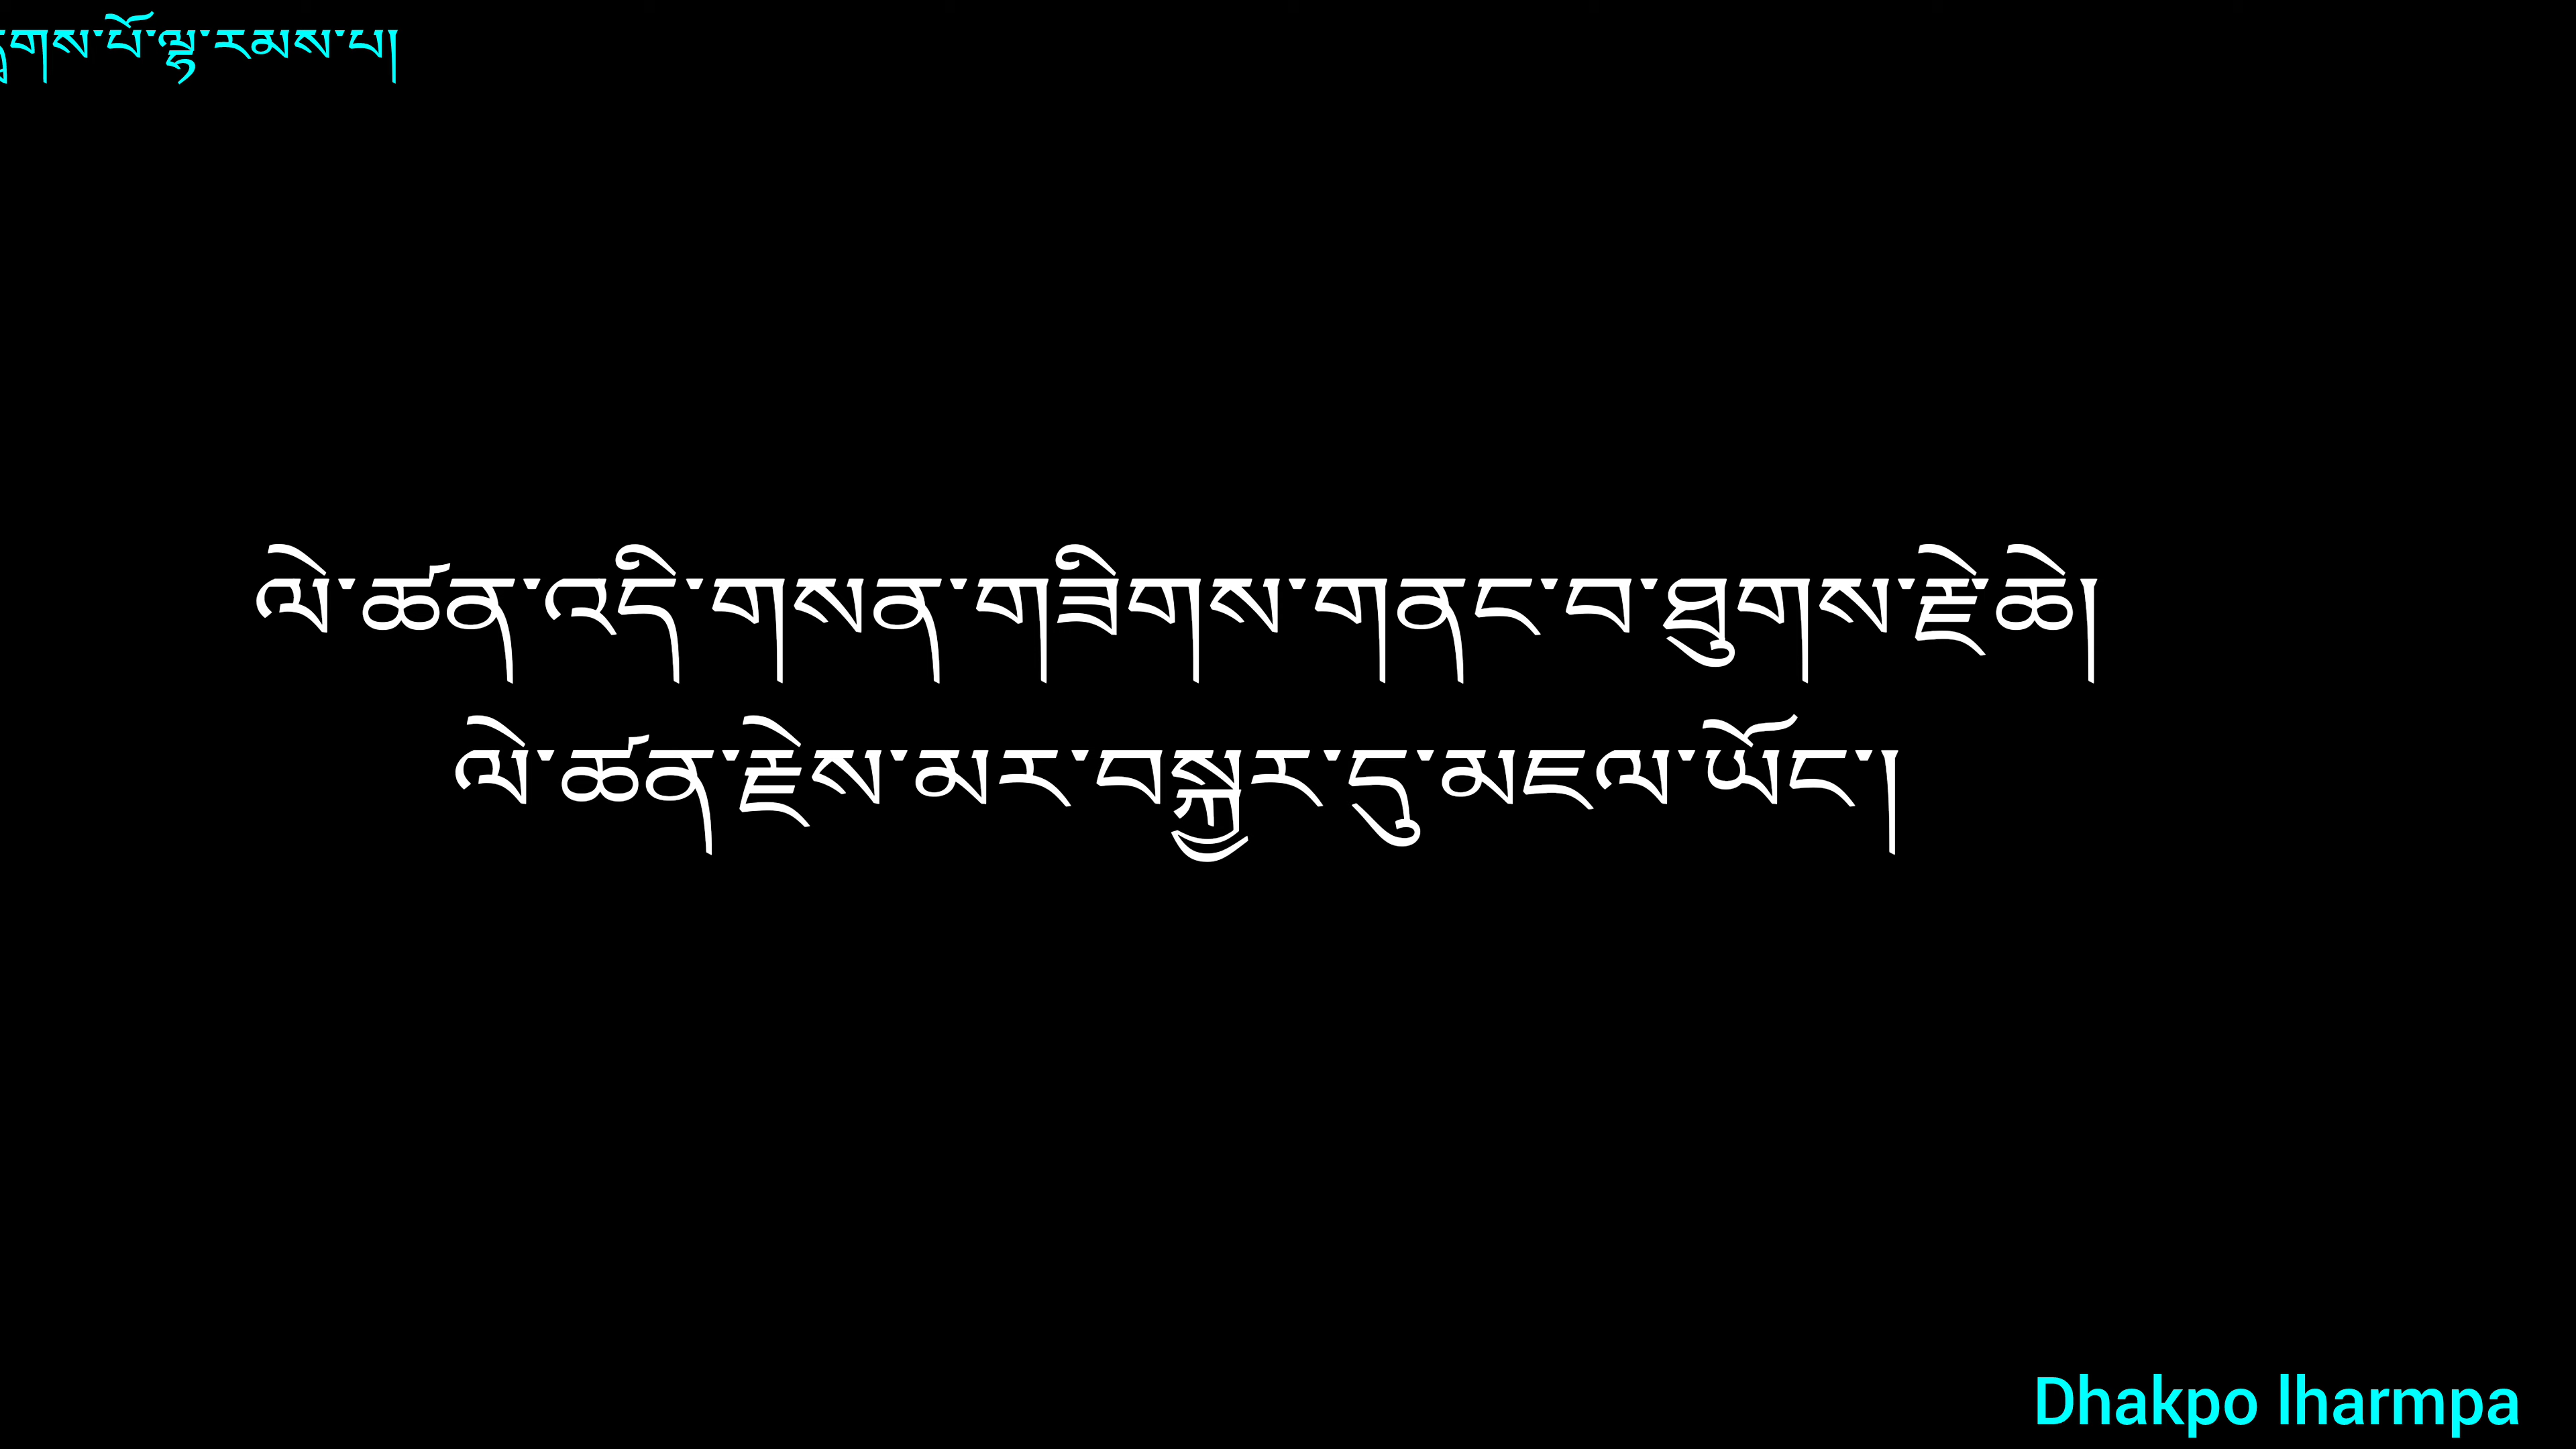 གས་པོ་ལྷ་རམས་པ།
ལེ་ཚན་འདི་གསན་གཟིགས་གནང་བ་ཐུགས་རྗེ་ཆེ།
ལེ་ཚན་རྗེས་མར་བསྐྱར་དུ་མཇལ་ཡོང་།
Dhakpo lharmpa